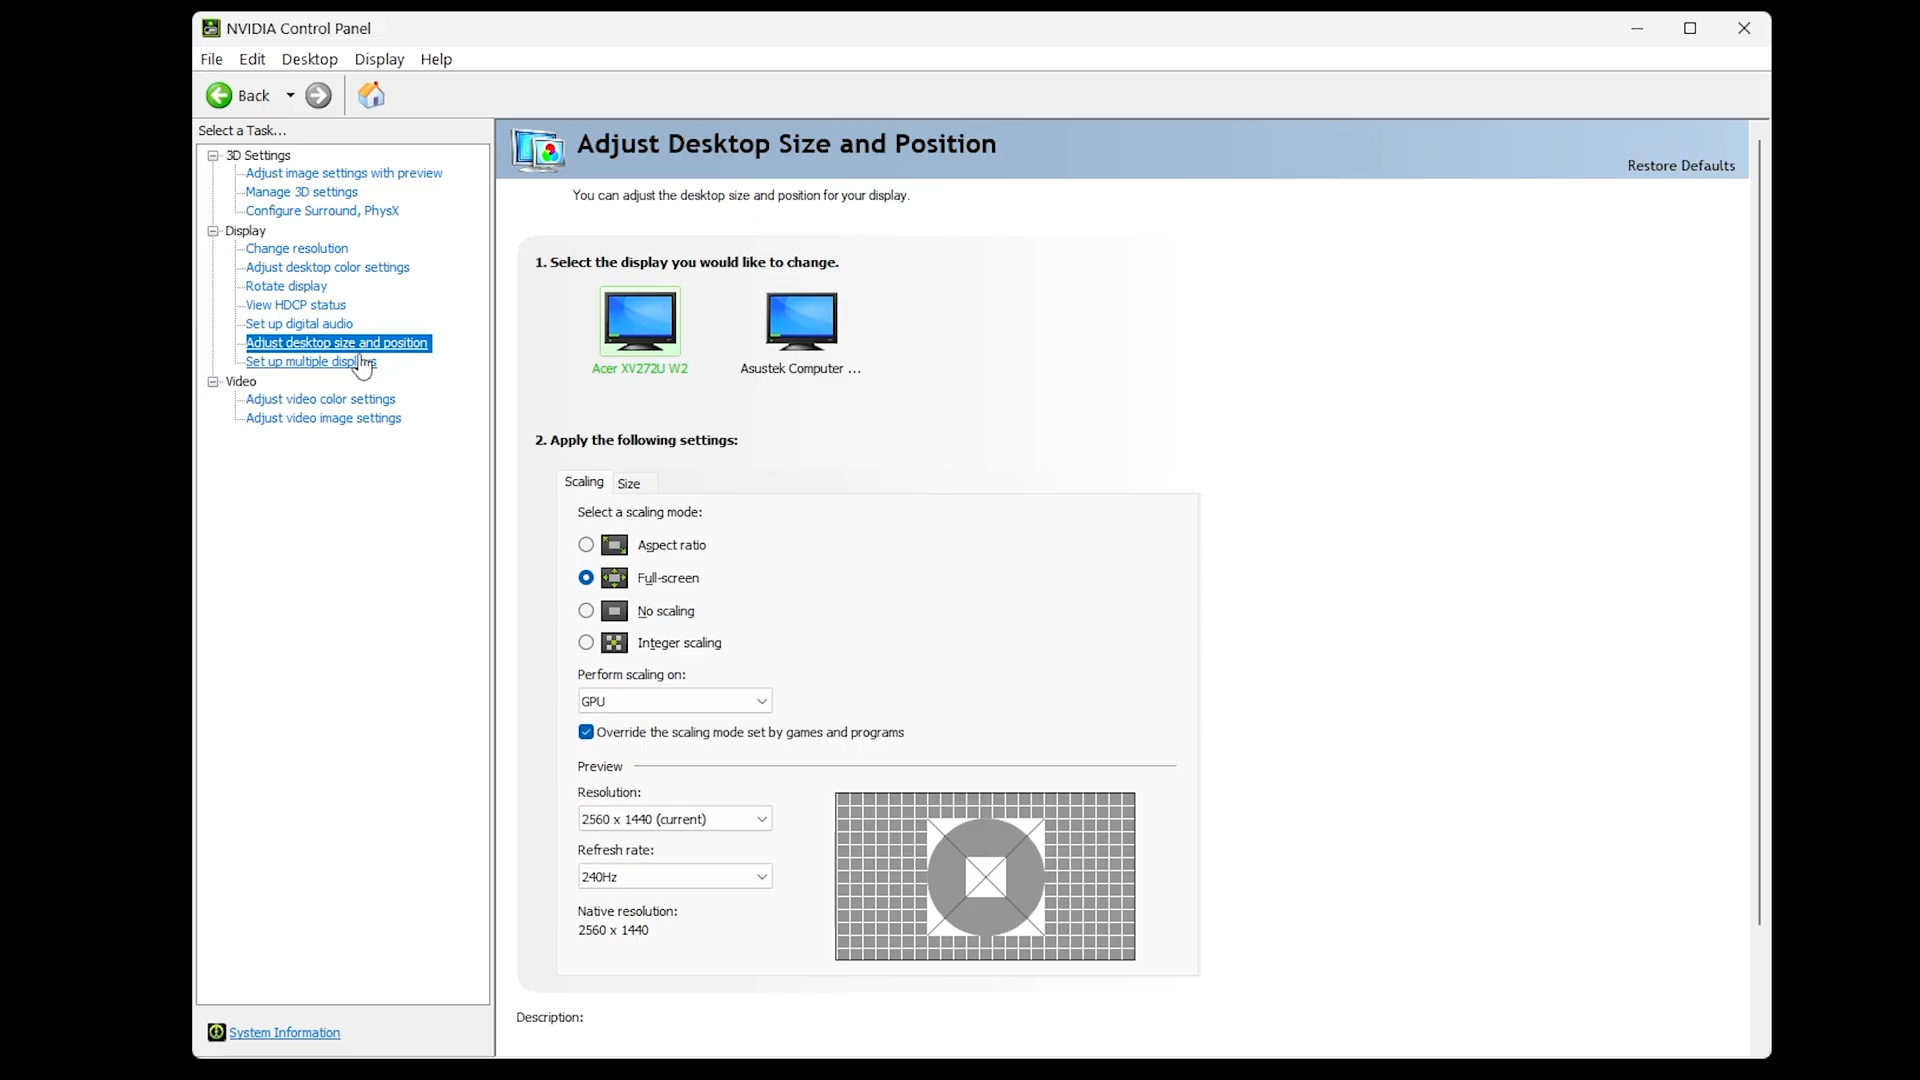 NVIDIA Control Panel
File Edit Desktop Display Help
Back
Select a Task...
3D Settings
Adjust image settings with preview
Manage 3D settings
Configure Surround, PhysX
Display
Change resolution
Adjust desktop color settings
Rotate display
View HDCP status
Set up digital audio
Adjust desktop size and position
Set up multiple displays
Video
Adjust video color settings
Adjust video image settings
System Information
Adjust Desktop Size and Position
Restore Defaults
You can adjust the desktop size and position for your display.
1. Select the display you would like to change.
Acer XV272U W2 Asustek Computer ...
2. Apply the following settings:
Scaling Size
Select a scaling mode:
Aspect ratio
Full-screen
No scaling
Integer scaling
Perform scaling on:
GPU
Override the scaling mode set by games and programs
Preview
Resolution:
2560 x 1440 (current)
Refresh rate:
240Hz
Native resolution:
2560 x 1440
Description: